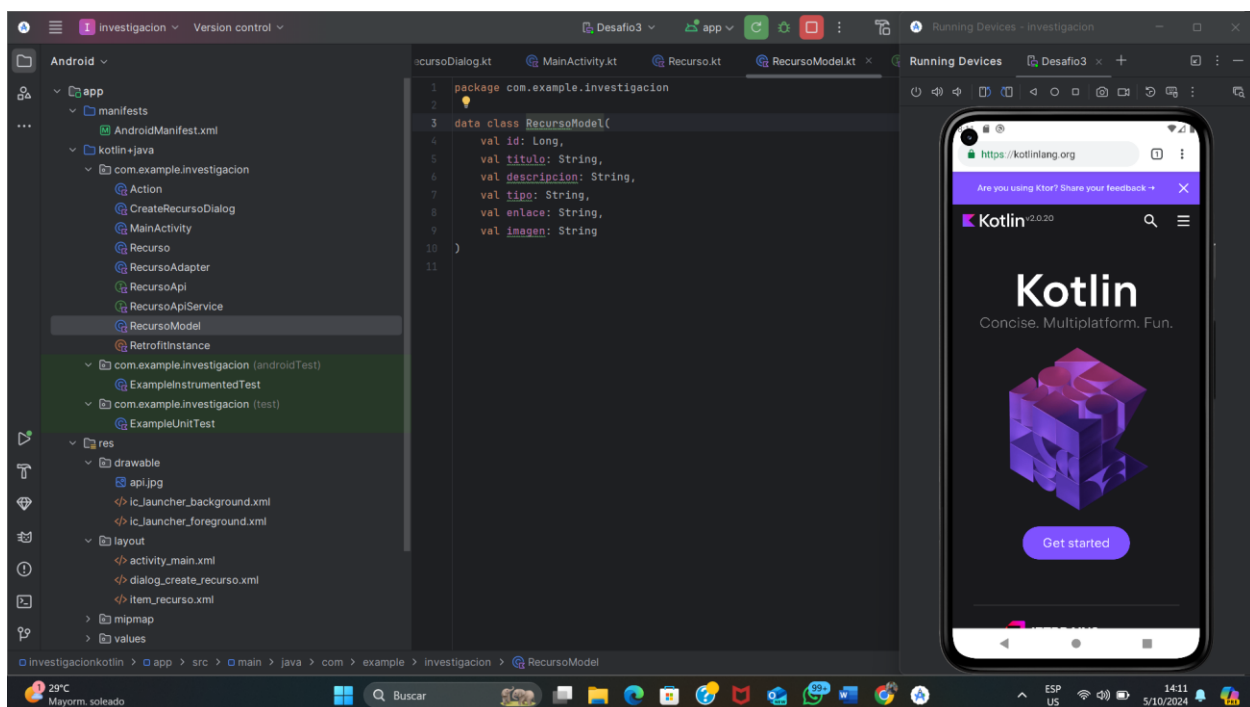 investigacion
Version control
Desafio3
app
Running Devices - investigacion
Android
ecursoDialog.kt
MainActivity.kt
Recurso.kt
RecursoModel.kt
Running Devices
Desafio3
app
manifests
AndroidManifest.xml
kotlin+java
com.example.investigacion
Action
CreateRecursoDialog
MainActivity
Recurso
RecursoAdapter
RecursoApi
RecursoApiService
RecursoModel
RetrofitInstance
com.example.investigacion (androidTest)
ExampleInstrumentedTest
com.example.investigacion (test)
ExampleUnitTest
res
drawable
api.jpg
ic_launcher_background.xml
ic_launcher_foreground.xml
layout
activity_main.xml
dialog_create_recurso.xml
item_recurso.xml
mipmap
values
1 package com.example.investigacion
2
3 data class RecursoModel(
4 val id: Long,
5 val titulo: String,
6 val descripcion: String,
7 val tipo: String,
8 val enlace: String,
9 val imagen: String
10 )
11
https://kotlinlang.org
1
Are you using Ktor? Share your feedback →
Kotlin v2.0.20
Kotlin
Concise. Multiplatform. Fun.
Get started
investigacionkotlin > app > src > main > java > com > example > investigacion > RecursoModel
1
29°C
Mayorm. soleado
Buscar
99+
ESP
US
14:11
5/10/2024